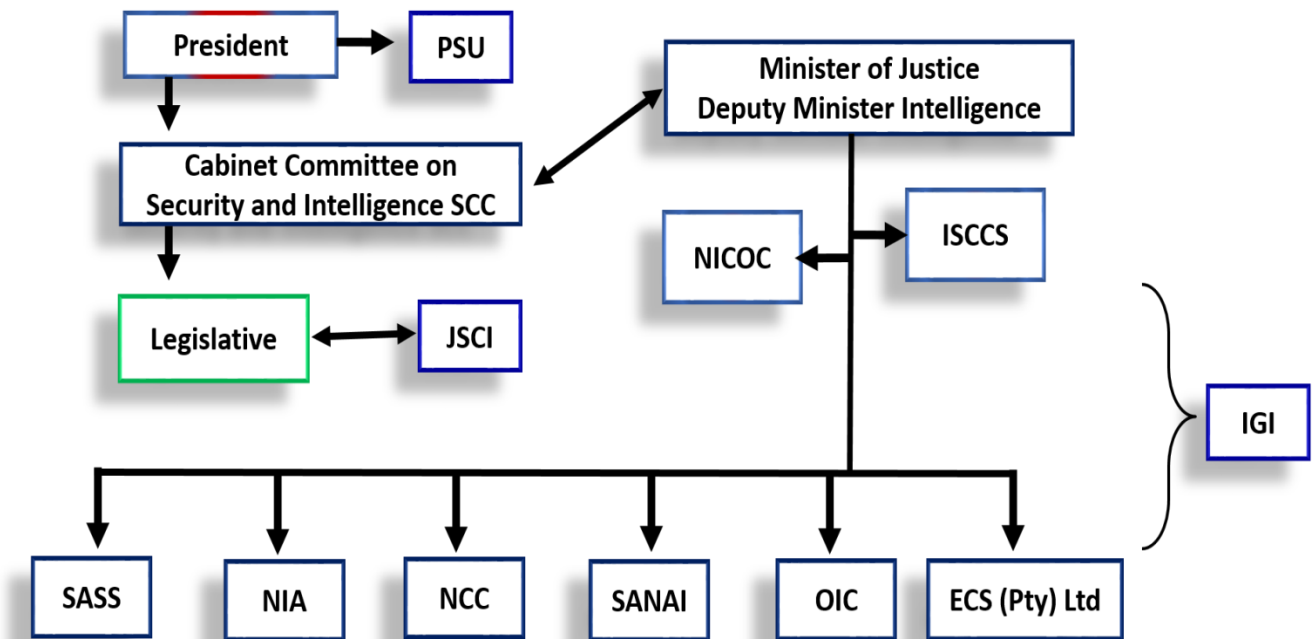 President
PSU
Minister of Justice
Deputy Minister Intelligence
Cabinet Committee on
Security and Intelligence SCC
NICOC
ISCCS
Legislative
JSCI
IGI
SASS
NIA
NCC
SANAI
OIC
ECS (Pty) Ltd